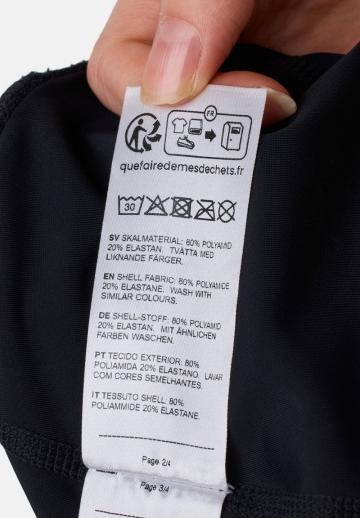 FR
quefairedemesdechets.fr
30
SV SKALMATERIAL: 80% POLYAMID
20% ELASTAN. TVÄTTA MED
LIKNANDE FÄRGER.
EN SHELL FABRIC: 80% POLYAMIDE
20% ELASTANE. WASH WITH
SIMILAR COLOURS.
DE SHELL-STOFF: 80% POLYAMID
20% ELASTAN. MIT ÄHNLICHEN
FARBEN WASCHEN.
PT TECIDO EXTERIOR: 80%
POLIAMIDA 20% ELASTANO. LAVAR
COM CORES SEMELHANTES.
IT TESSUTO SHELL: 80%
POLIAMMIDE 20% ELASTANE.
Page 2/4
Page 3/4